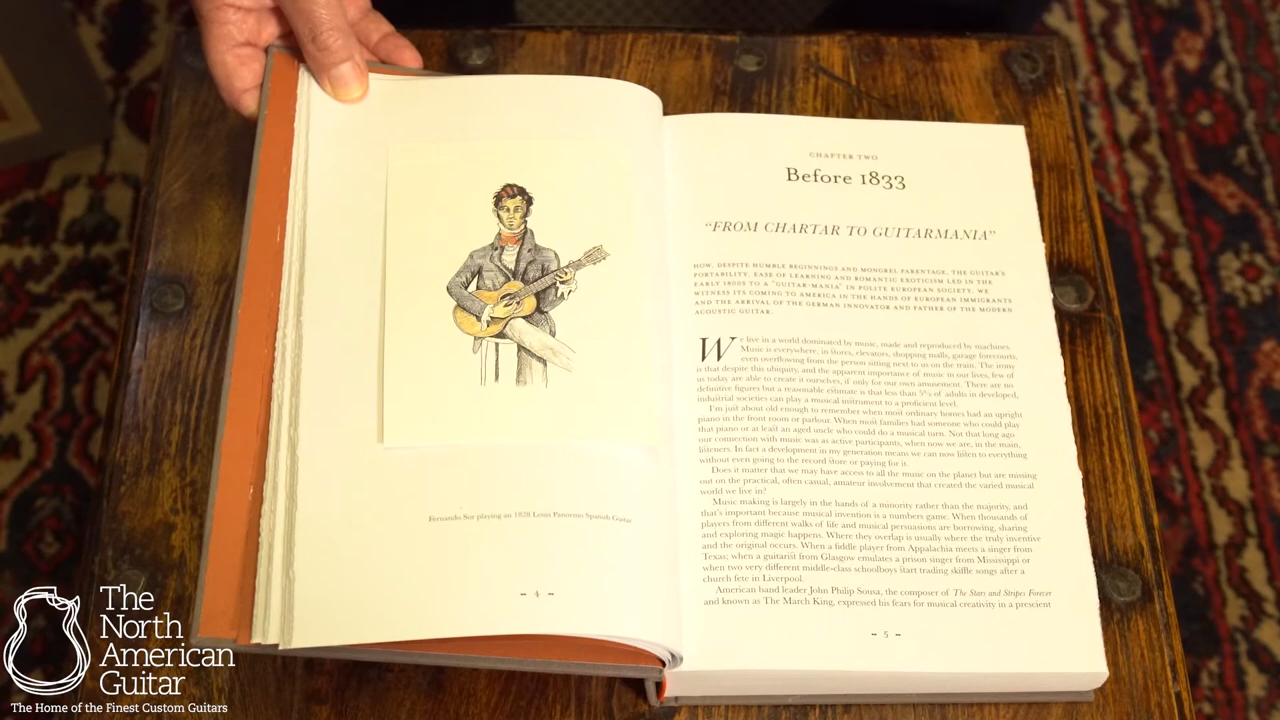 Fernando Sor playing an 1828 Louis Panormo Spanish Guitar
4
CHAPTER TWO
Before 1833
“FROM CHARTAR TO GUITARMANIA”
HOW, DESPITE HUMBLE BEGINNINGS AND MONGREL PARENTAGE, THE GUITAR'S
PORTABILITY, EASE OF LEARNING AND ROMANTIC EXOTICISM LED IN THE
EARLY 1800S TO A "GUITAR-MANIA" IN POLITE EUROPEAN SOCIETY. WE
WITNESS ITS COMING TO AMERICA IN THE HANDS OF EUROPEAN IMMIGRANTS
AND THE ARRIVAL OF THE GERMAN INNOVATOR AND FATHER OF THE MODERN
ACOUSTIC GUITAR.
We live in a world dominated by music, made and reproduced by machines.
Music is everywhere, in stores, elevators, shopping malls, garage forecourts,
even overflowing from the person sitting next to us on the train. The irony
is that despite this ubiquity, and the apparent importance of music in our lives, few of
us today are able to create it ourselves, if only for our own amusement. There are no
definitive figures but a reasonable estimate is that less than 5% of adults in developed,
industrial societies can play a musical instrument to a proficient level.
I'm just about old enough to remember when most ordinary homes had an upright
piano in the front room or parlour. When most families had someone who could play
that piano or at least an aged uncle who could do a musical turn. Not that long ago
our connection with music was as active participants, when now we are, in the main,
listeners. In fact a development in my generation means we can now listen to everything
without even going to the record store or paying for it.
Does it matter that we may have access to all the music on the planet but are missing
out on the practical, often casual, amateur involvement that created the varied musical
world we live in?
Music making is largely in the hands of a minority rather than the majority, and
that's important because musical invention is a numbers game. When thousands of
players from different walks of life and musical persuasions are borrowing, sharing
and exploring magic happens. Where they overlap is usually where the truly inventive
and the original occurs. When a fiddle player from Appalachia meets a singer from
Texas; when a guitarist from Glasgow emulates a prison singer from Mississippi or
when two very different middle-class schoolboys start trading skiffle songs after a
church fete in Liverpool.
American band leader John Philip Sousa, the composer of The Stars and Stripes Forever
and known as The March King, expressed his fears for musical creativity in a prescient
5
The
North
American
Guitar
The Home of the Finest Custom Guitars